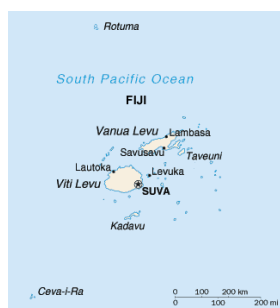 Rotuma
South Pacific Ocean
FIJI
Vanua Levu
Lambasa
Savusavu
Taveuni
Lautoka
Levuka
Viti Levu
SUVA
Kadavu
Ceva-i-Ra
0 100 200 km
0 100 200 mi